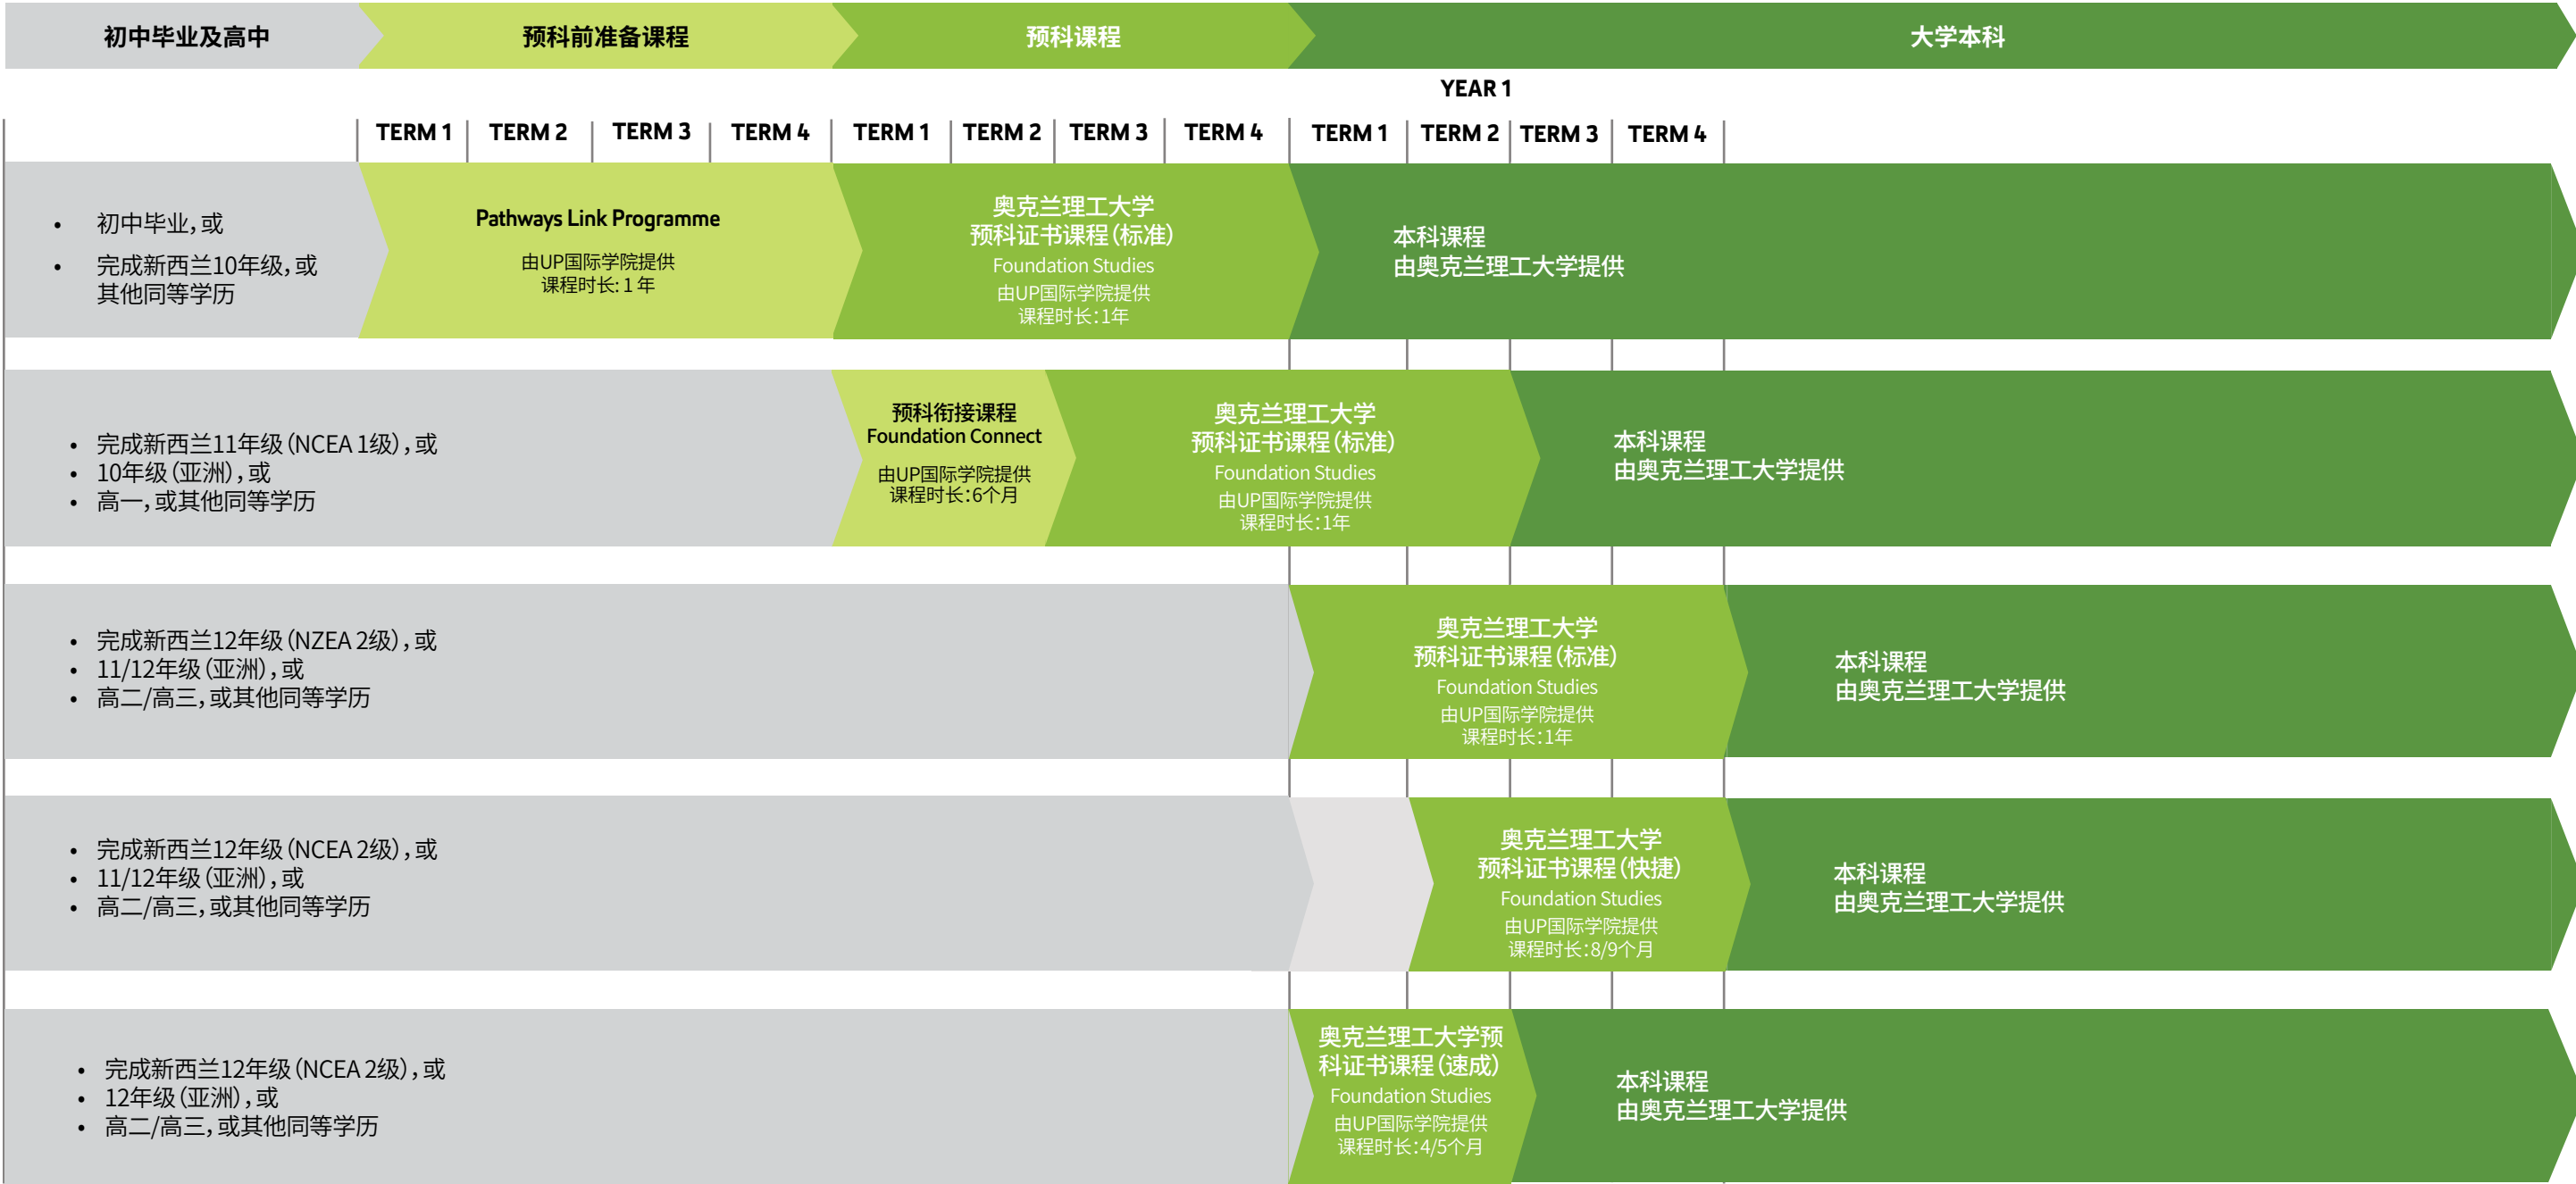 初中毕业及高中
预科前准备课程
预科课程
大学本科
YEAR 1
TERM 1
TERM 2
TERM 3
TERM 4
TERM 1
TERM 2
TERM 3
TERM 4
TERM 1
TERM 2
TERM 3
TERM 4
• 初中毕业,或
• 完成新西兰10年级,或
其他同等学历
Pathways Link Programme
由UP国际学院提供
课程时长: 1 年
奥克兰理工大学
预科证书课程(标准)
Foundation Studies
由UP国际学院提供
课程时长:1年
本科课程
由奥克兰理工大学提供
• 完成新西兰11年级(NCEA 1级),或
• 10年级(亚洲),或
• 高一,或其他同等学历
预科衔接课程
Foundation Connect
由UP国际学院提供
课程时长:6个月
奥克兰理工大学
预科证书课程(标准)
Foundation Studies
由UP国际学院提供
课程时长:1年
本科课程
由奥克兰理工大学提供
• 完成新西兰12年级(NZEA 2级),或
• 11/12年级(亚洲),或
• 高二/高三,或其他同等学历
奥克兰理工大学
预科证书课程(标准)
Foundation Studies
由UP国际学院提供
课程时长:1年
本科课程
由奥克兰理工大学提供
• 完成新西兰12年级(NCEA 2级),或
• 11/12年级(亚洲),或
• 高二/高三,或其他同等学历
奥克兰理工大学
预科证书课程(快捷)
Foundation Studies
由UP国际学院提供
课程时长:8/9个月
本科课程
由奥克兰理工大学提供
• 完成新西兰12年级(NCEA 2级),或
• 12年级(亚洲),或
• 高二/高三,或其他同等学历
奥克兰理工大学预
科证书课程(速成)
Foundation Studies
由UP国际学院提供
课程时长:4/5个月
本科课程
由奥克兰理工大学提供